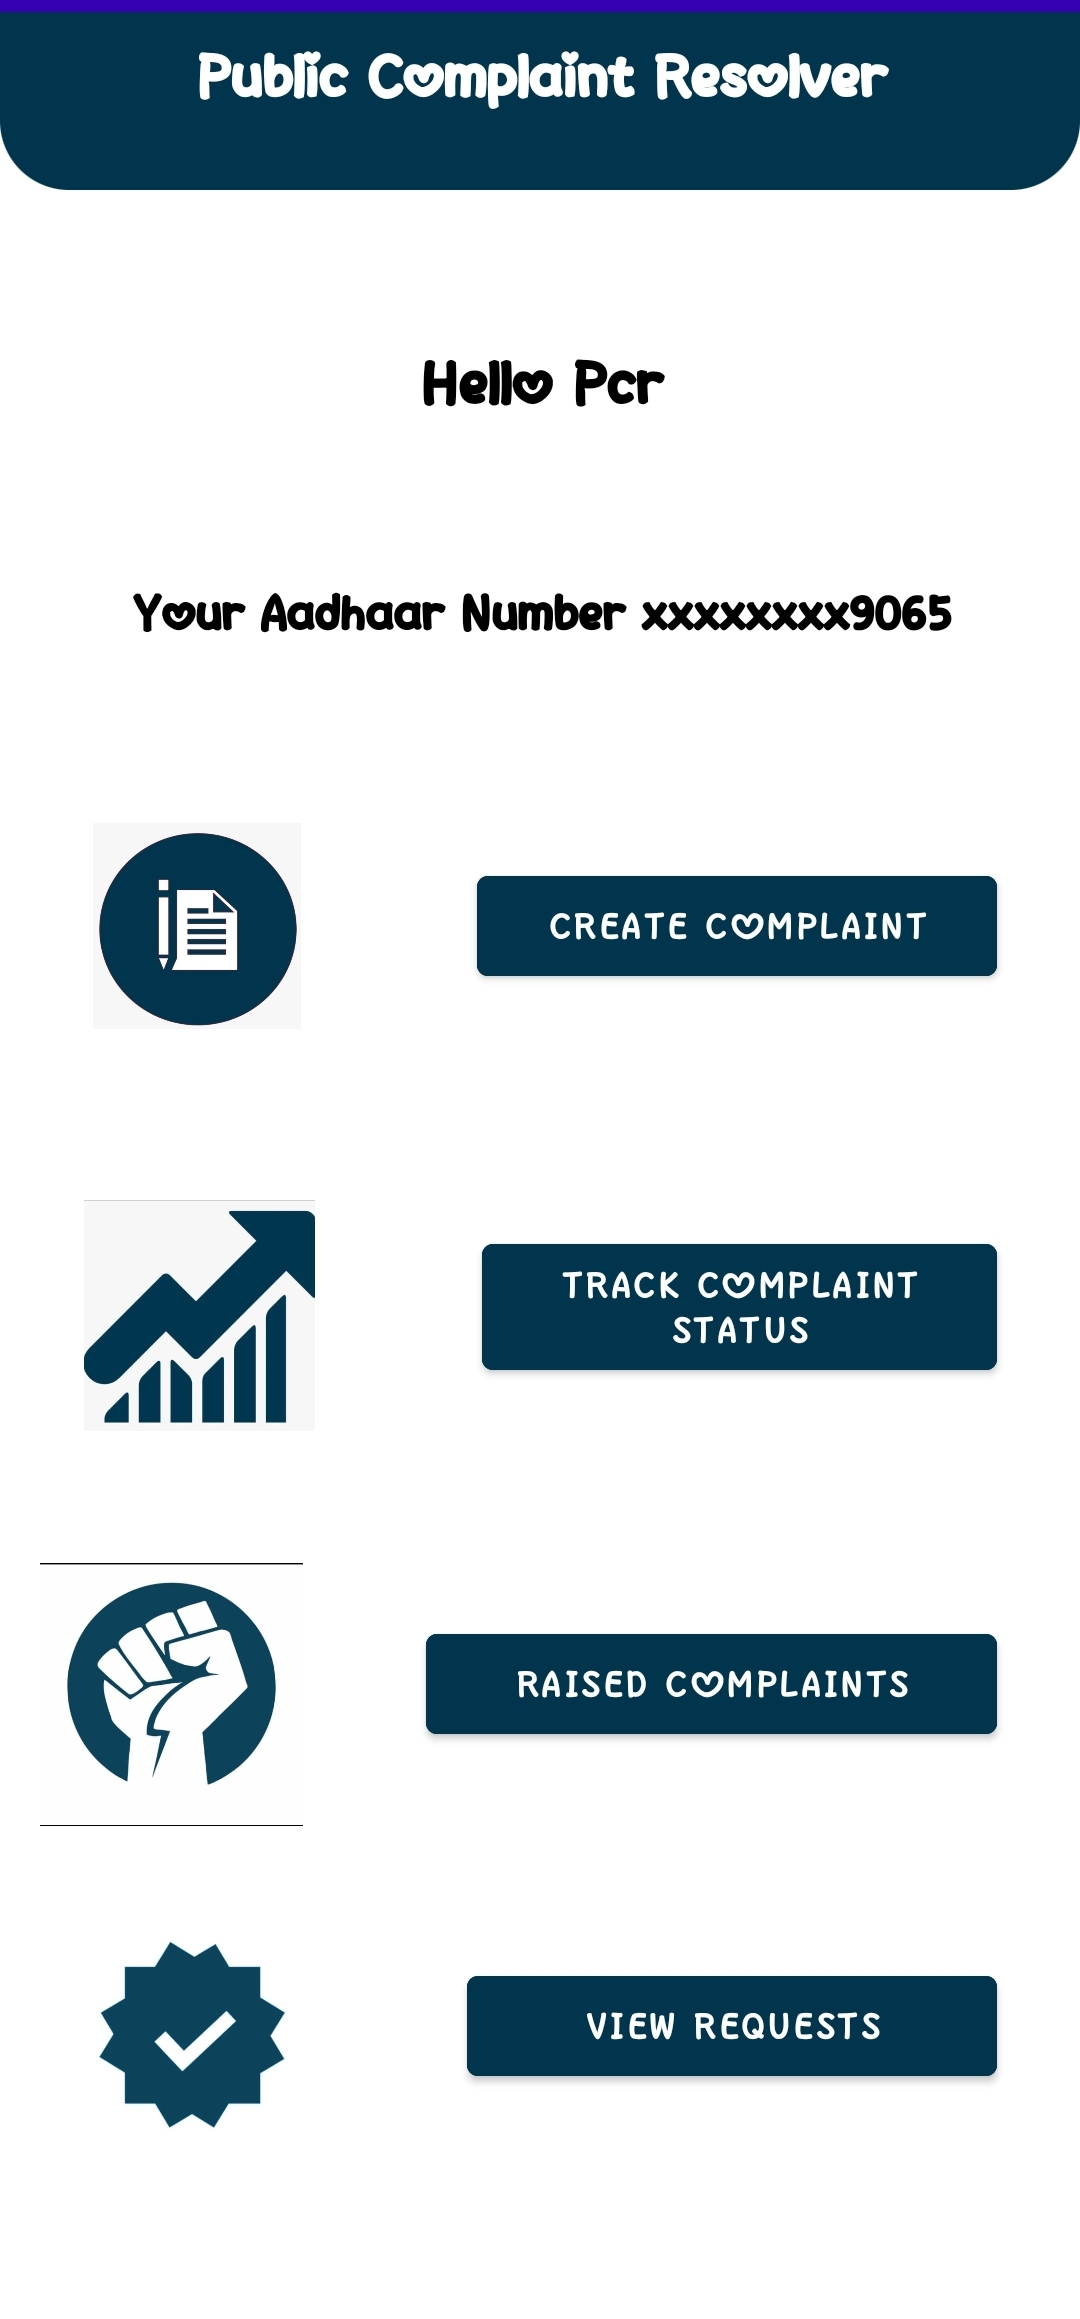 Public Complaint Resolver
Hello Pcr
Your Aadhaar Number xxxxxxxx9065
CREATE COMPLAINT
TRACK COMPLAINT
STATUS
RAISED COMPLAINTS
VIEW REQUESTS